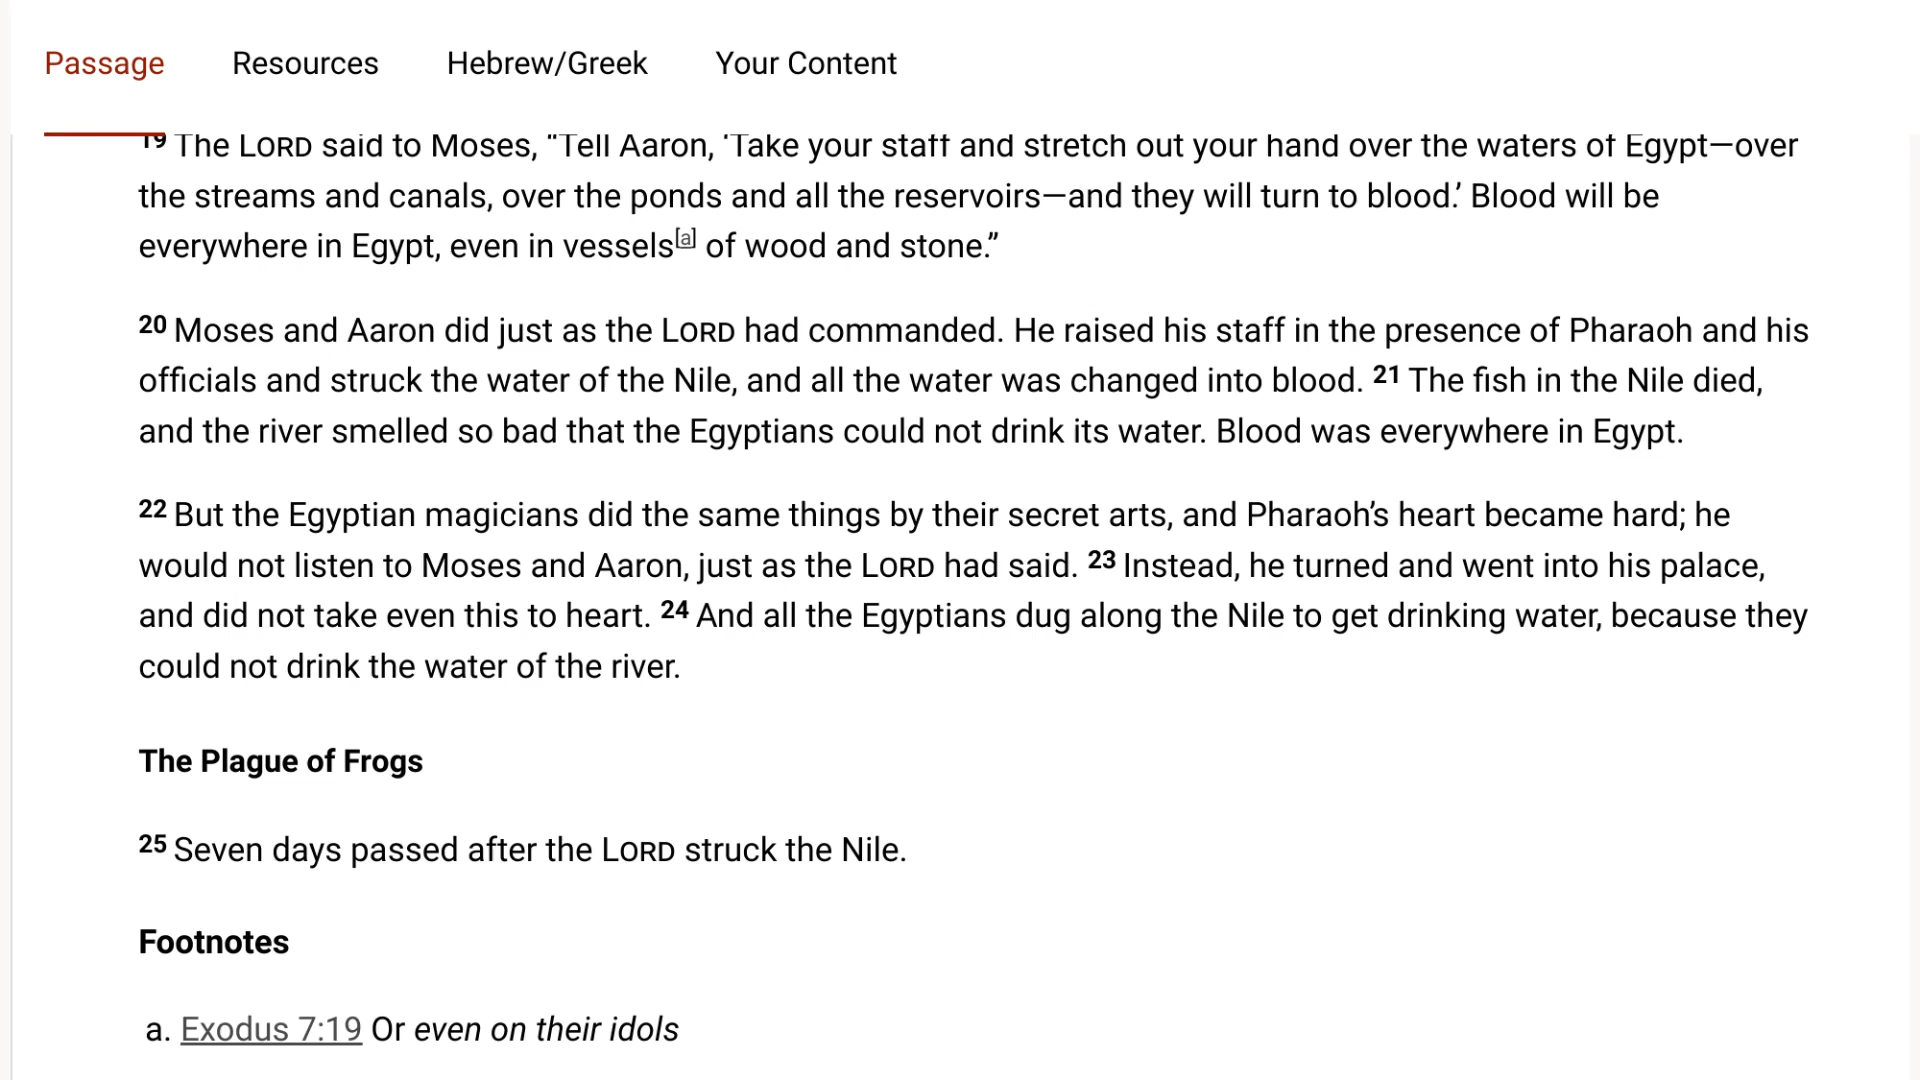 Passage Resources Hebrew/Greek Your Content
19 The LORD said to Moses, “Tell Aaron, ‘Take your staff and stretch out your hand over the waters of Egypt—over
the streams and canals, over the ponds and all the reservoirs—and they will turn to blood.’ Blood will be
everywhere in Egypt, even in vessels[a] of wood and stone.”
20 Moses and Aaron did just as the LORD had commanded. He raised his staff in the presence of Pharaoh and his
officials and struck the water of the Nile, and all the water was changed into blood. 21 The fish in the Nile died,
and the river smelled so bad that the Egyptians could not drink its water. Blood was everywhere in Egypt.
22 But the Egyptian magicians did the same things by their secret arts, and Pharaoh’s heart became hard; he
would not listen to Moses and Aaron, just as the LORD had said. 23 Instead, he turned and went into his palace,
and did not take even this to heart. 24 And all the Egyptians dug along the Nile to get drinking water, because they
could not drink the water of the river.
The Plague of Frogs
25 Seven days passed after the LORD struck the Nile.
Footnotes
a. Exodus 7:19 Or even on their idols